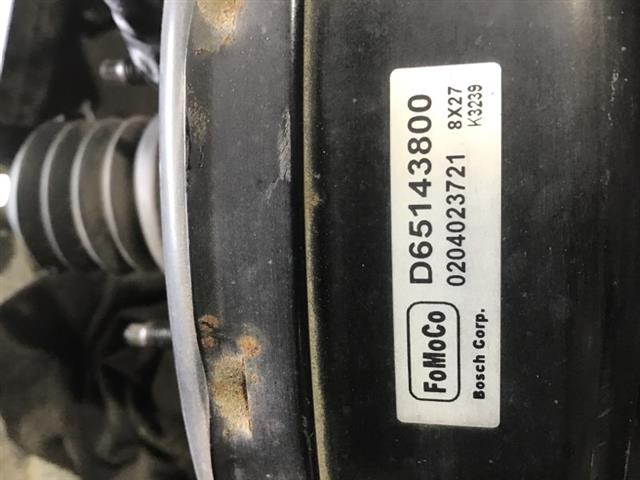 FoMoCo
D65143800
Bosch Corp.
0204023721 8X27
K3239